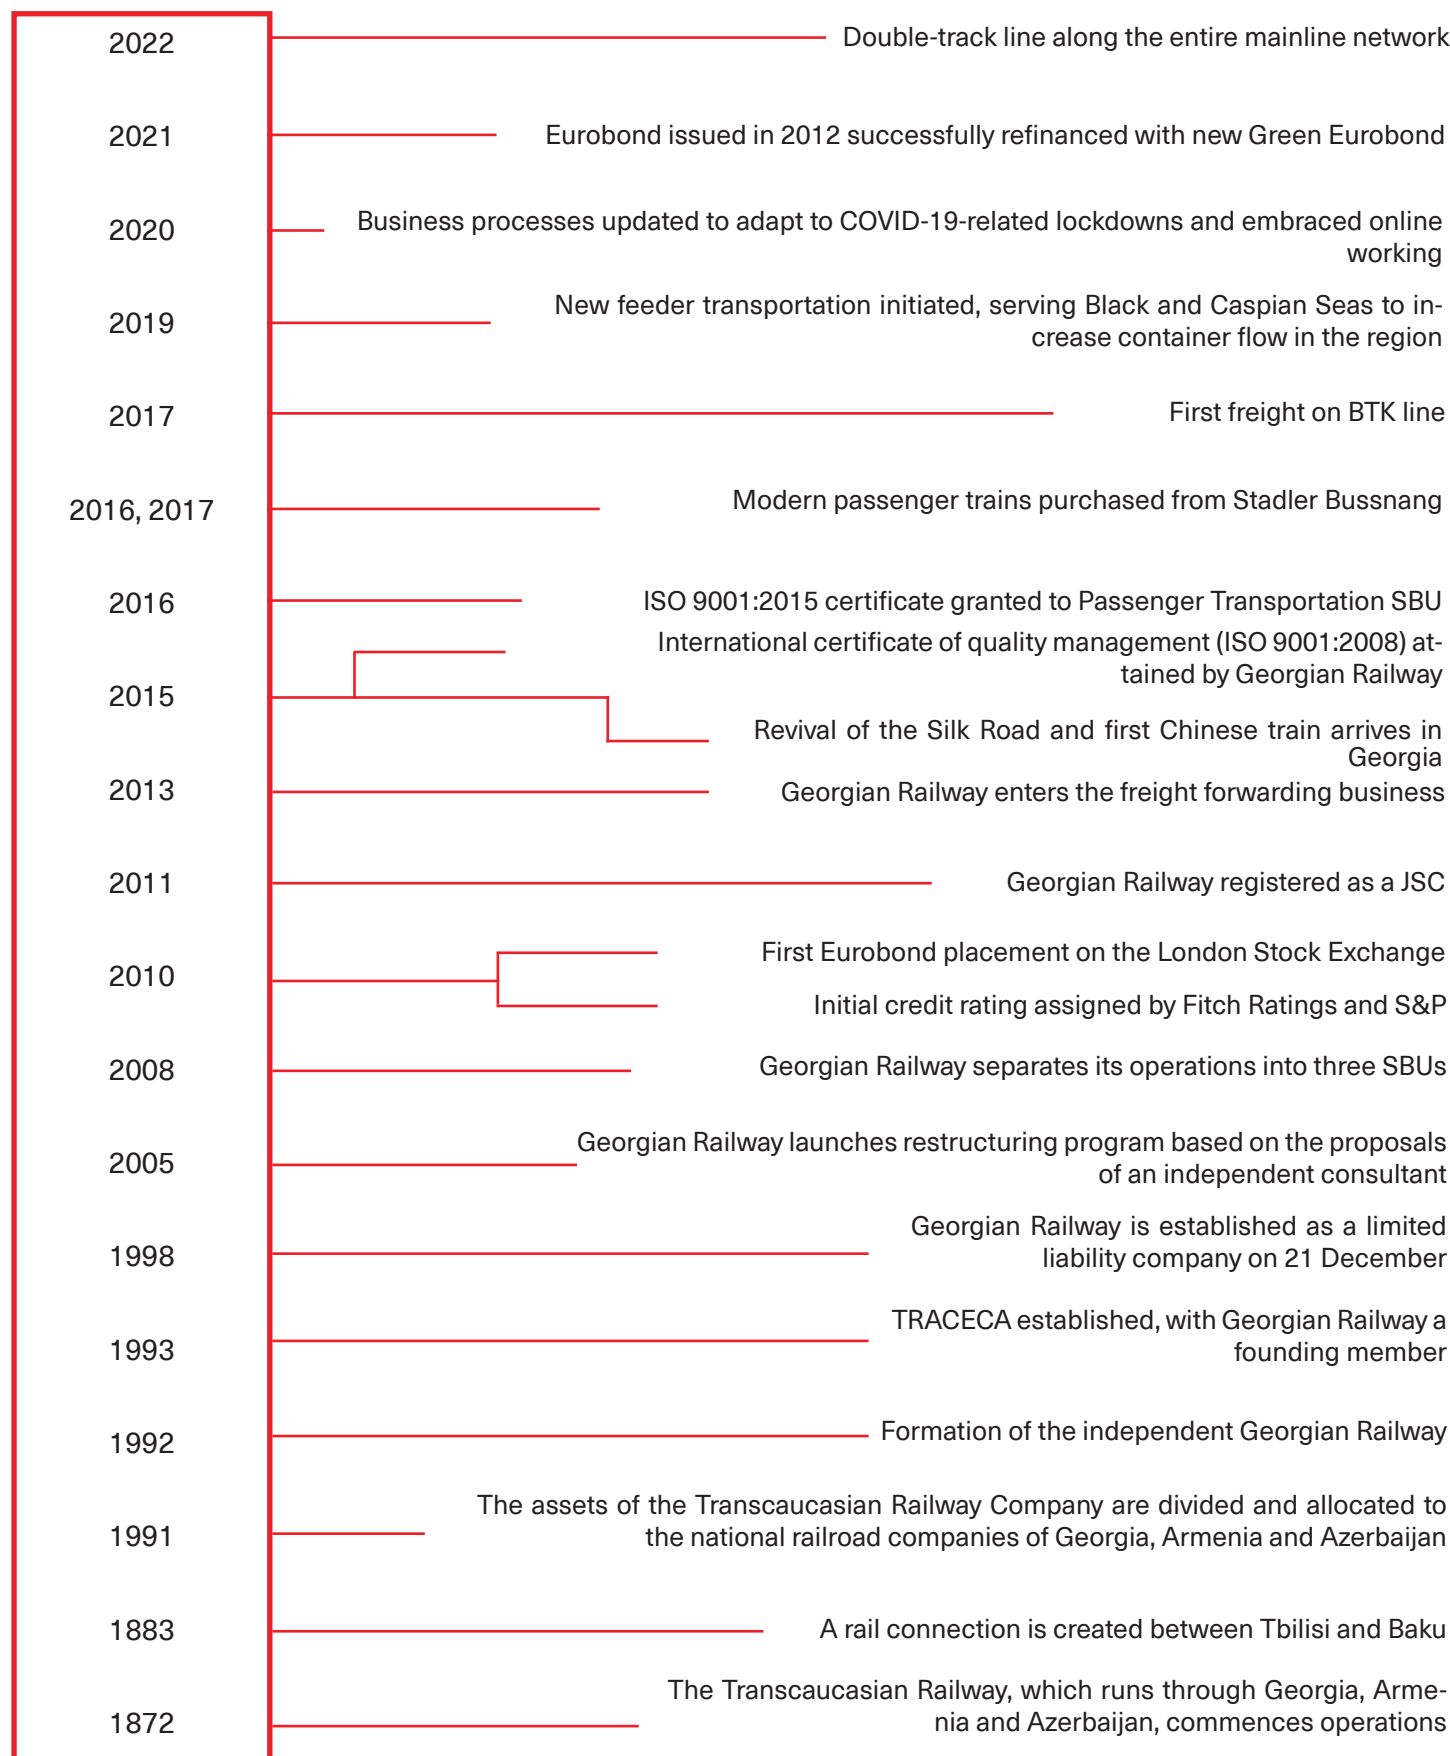 2022
Double-track line along the entire mainline network
2021
Eurobond issued in 2012 successfully refinanced with new Green Eurobond
2020
Business processes updated to adapt to COVID-19-related lockdowns and embraced online
working
2019
New feeder transportation initiated, serving Black and Caspian Seas to in-
crease container flow in the region
2017
First freight on BTK line
2016, 2017
Modern passenger trains purchased from Stadler Bussnang
2016
ISO 9001:2015 certificate granted to Passenger Transportation SBU
2015
International certificate of quality management (ISO 9001:2008) at-
tained by Georgian Railway
Revival of the Silk Road and first Chinese train arrives in
Georgia
2013
Georgian Railway enters the freight forwarding business
2011
Georgian Railway registered as a JSC
2010
First Eurobond placement on the London Stock Exchange
Initial credit rating assigned by Fitch Ratings and S&P
2008
Georgian Railway separates its operations into three SBUs
2005
Georgian Railway launches restructuring program based on the proposals
of an independent consultant
1998
Georgian Railway is established as a limited
liability company on 21 December
1993
TRACECA established, with Georgian Railway a
founding member
1992
Formation of the independent Georgian Railway
1991
The assets of the Transcaucasian Railway Company are divided and allocated to
the national railroad companies of Georgia, Armenia and Azerbaijan
1883
A rail connection is created between Tbilisi and Baku
1872
The Transcaucasian Railway, which runs through Georgia, Arme-
nia and Azerbaijan, commences operations